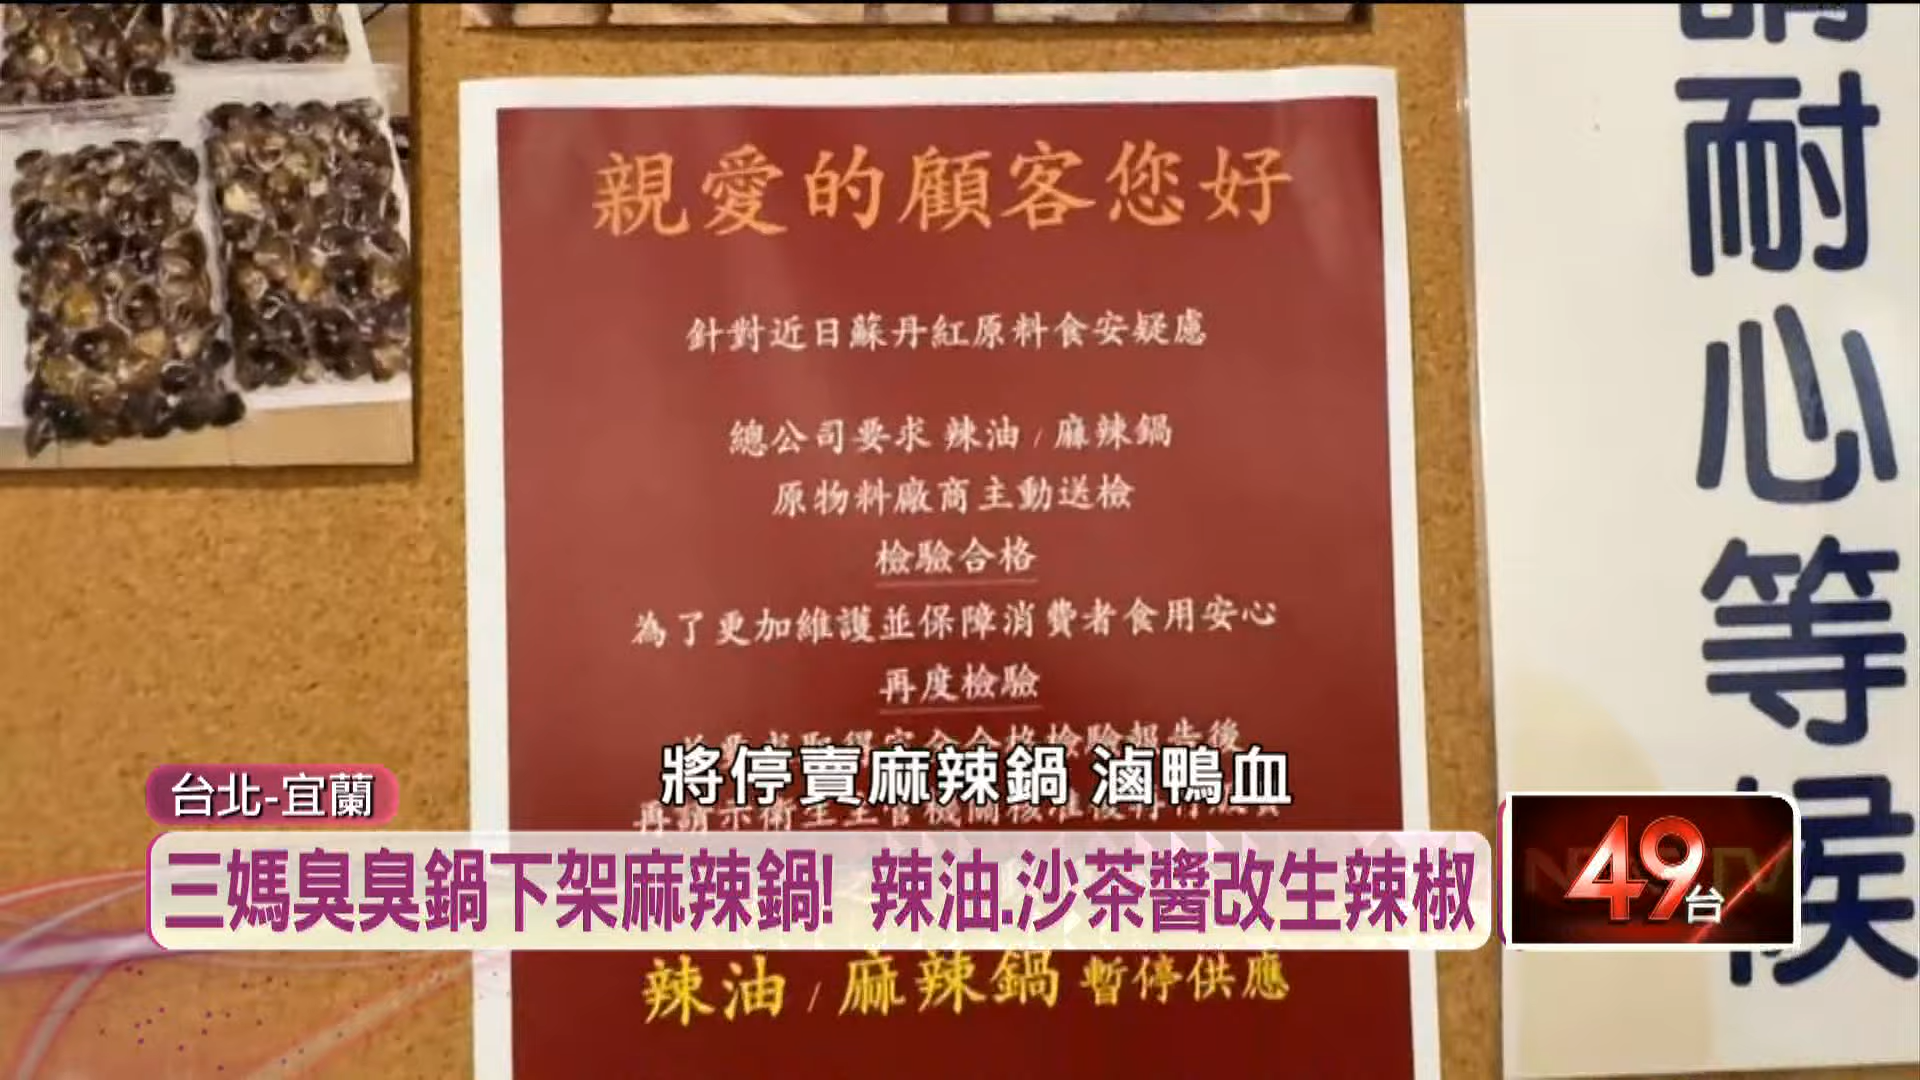 親愛的顧客您好
針對近日蘇丹紅原料食安疑慮
總公司要求 辣油 / 麻辣鍋
原物料廠商主動送檢
檢驗合格
為了更加維護並保障消費者食用安心
再度檢驗
將停賣麻辣鍋 滷鴨血
台北-宜蘭
三媽臭臭鍋下架麻辣鍋! 辣油.沙茶醬改生辣椒
49台
辣油 / 麻辣鍋 暫停供應
耐心等候